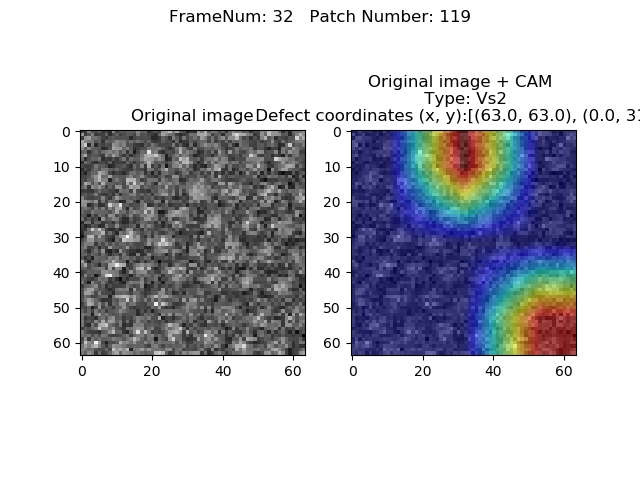 FrameNum: 32   Patch Number: 119
Original image
Original image + CAM
Type: Vs2
Defect coordinates (x, y):[(63.0, 63.0), (0.0, 31
0
10
20
30
40
50
60
0 20 40 60
0
10
20
30
40
50
60
0 20 40 60